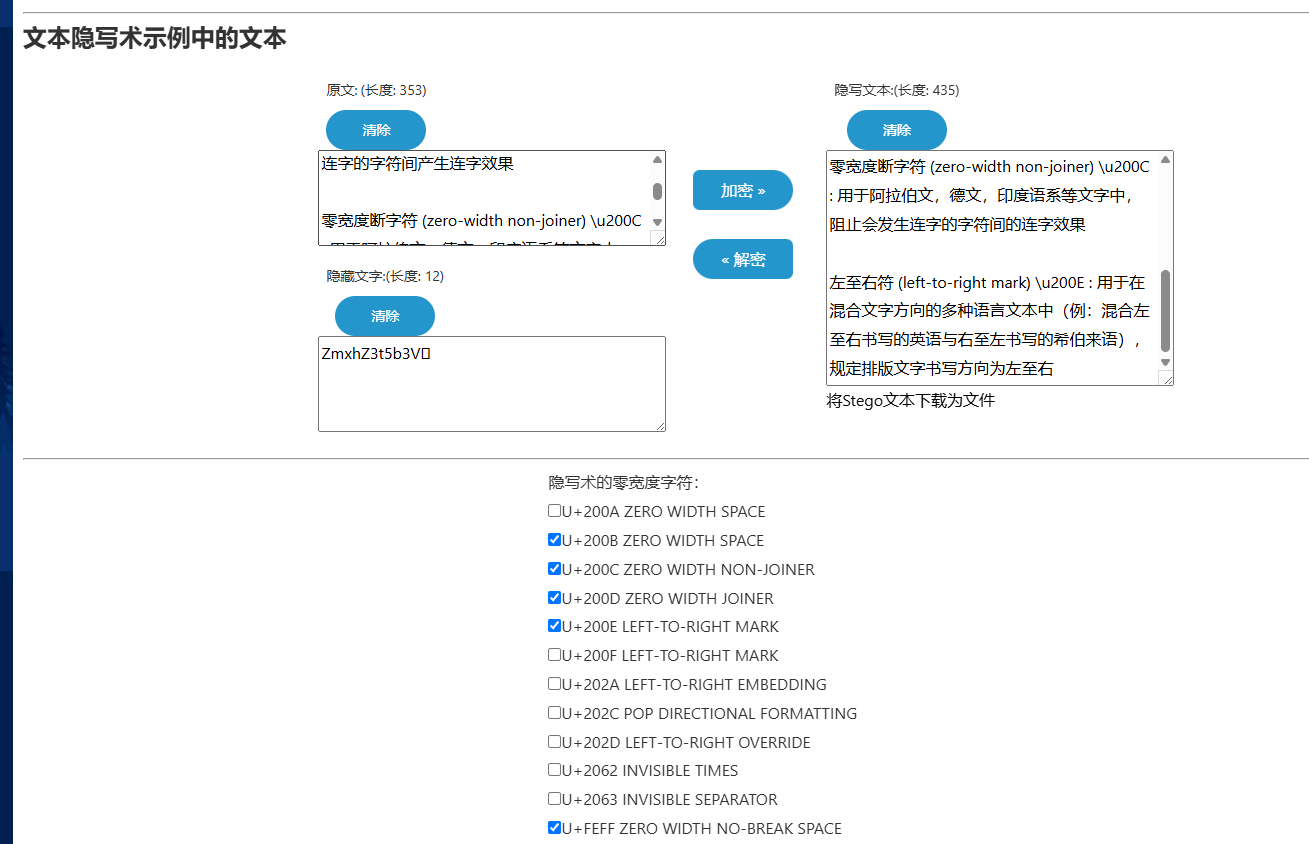 文本隐写术示例中的文本
原文: (长度: 353)
清除
连字的字符间产生连字效果
零宽度断字符 (zero-width non-joiner) \u200C
隐藏文字:(长度: 12)
清除
ZmxhZ3t5b3V
加密 »
« 解密
隐写文本:(长度: 435)
清除
零宽度断字符 (zero-width non-joiner) \u200C
: 用于阿拉伯文，德文，印度语系等文字中，
阻止会发生连字的字符间的连字效果
左至右符 (left-to-right mark) \u200E : 用于在
混合文字方向的多种语言文本中（例：混合左
至右书写的英语与右至左书写的希伯来语），
规定排版文字书写方向为左至右
将Stego文本下载为文件
隐写术的零宽度字符：
U+200A ZERO WIDTH SPACE
U+200B ZERO WIDTH SPACE
U+200C ZERO WIDTH NON-JOINER
U+200D ZERO WIDTH JOINER
U+200E LEFT-TO-RIGHT MARK
U+200F LEFT-TO-RIGHT MARK
U+202A LEFT-TO-RIGHT EMBEDDING
U+202C POP DIRECTIONAL FORMATTING
U+202D LEFT-TO-RIGHT OVERRIDE
U+2062 INVISIBLE TIMES
U+2063 INVISIBLE SEPARATOR
U+FEFF ZERO WIDTH NO-BREAK SPACE